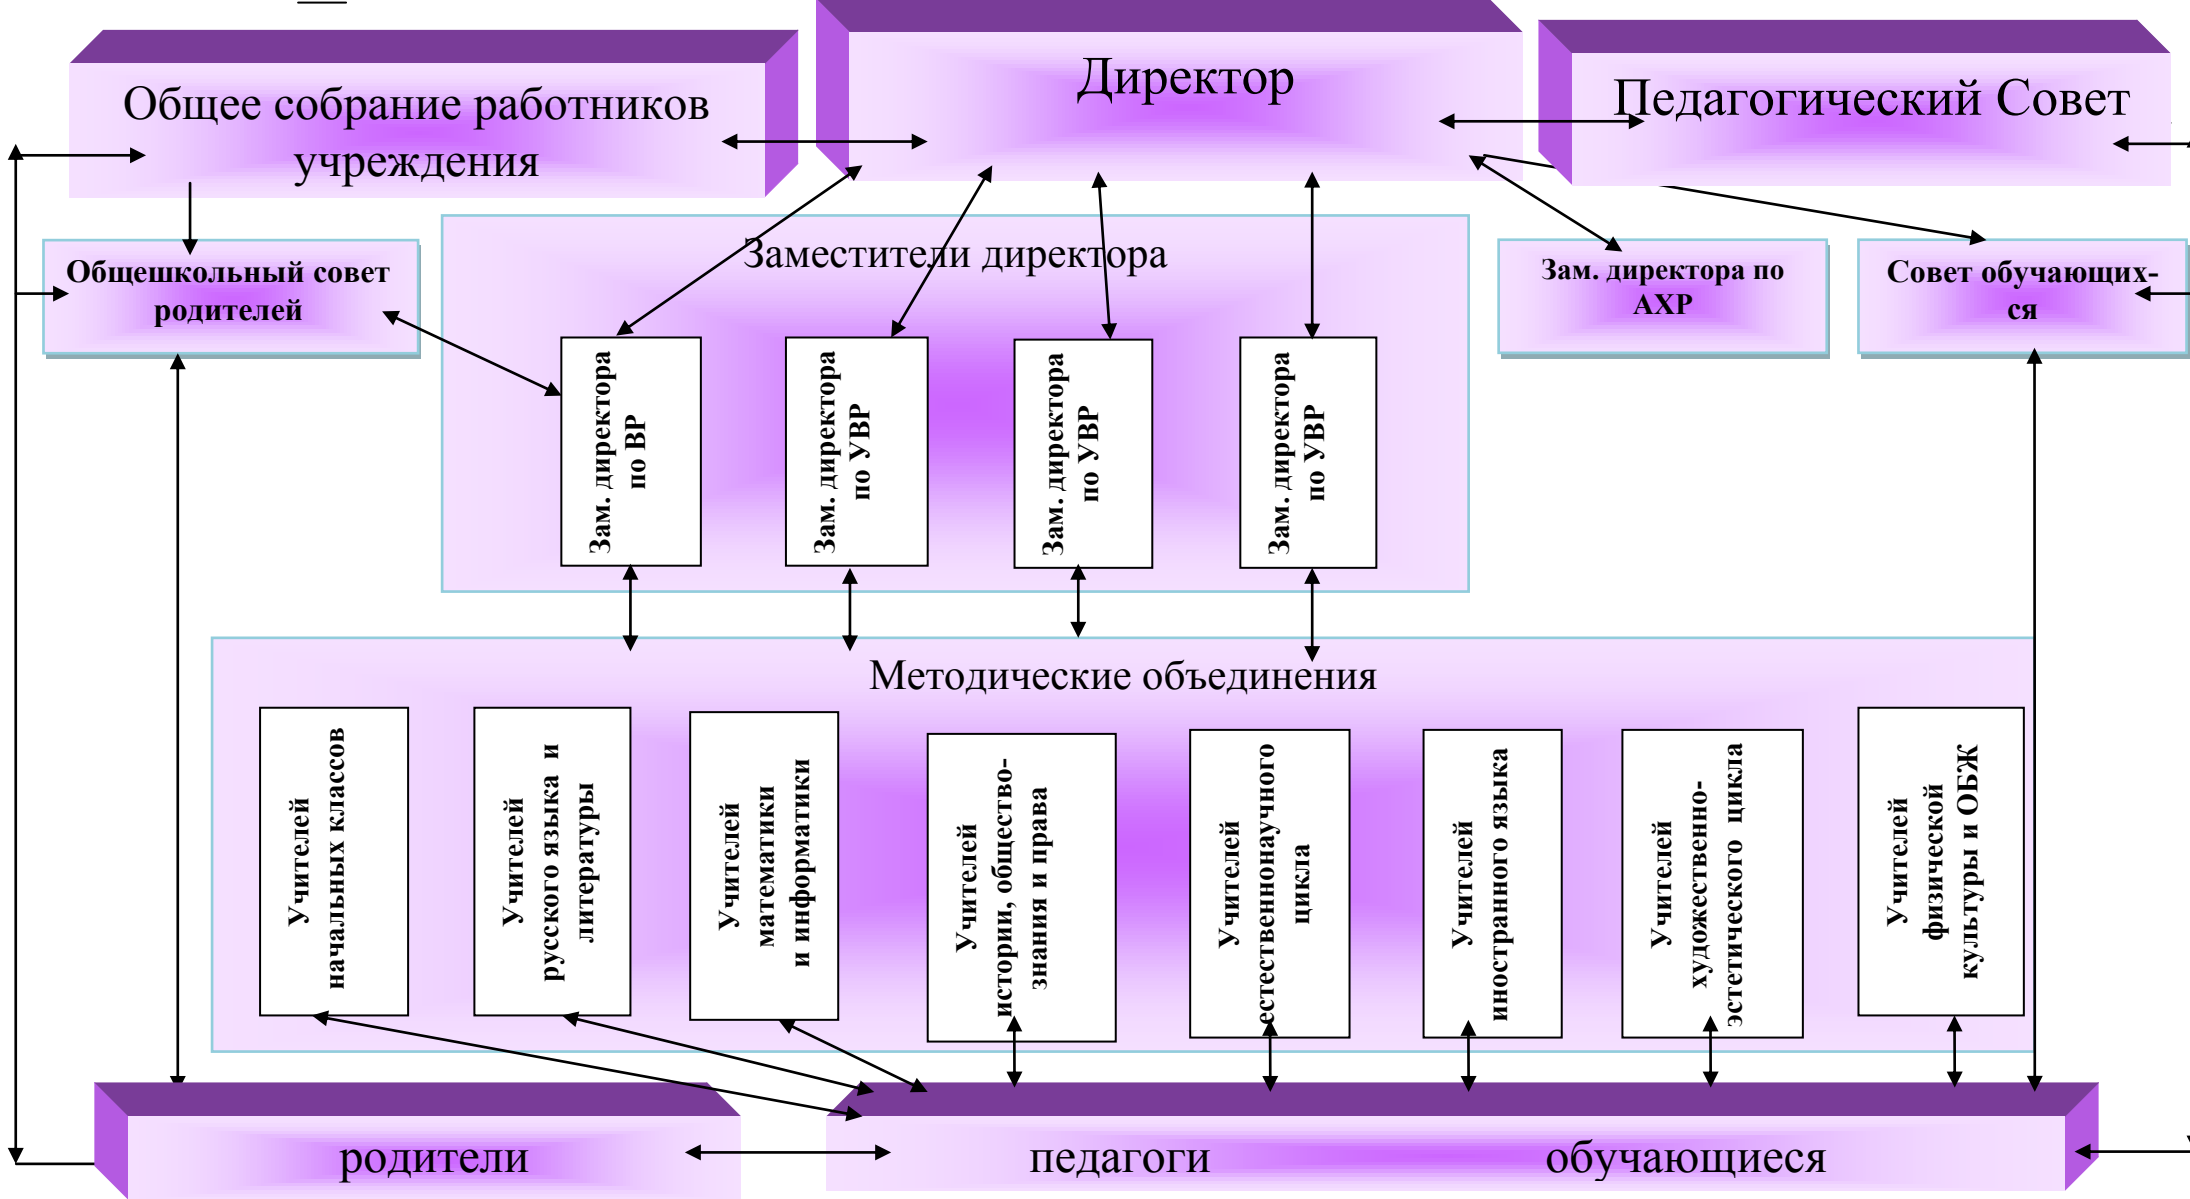 Общее собрание работников
учреждения
Директор
Педагогический Совет
Общешкольный совет
родителей
Заместители директора
Зам. директора по
АХР
Совет обучающих-
ся
Зам. директора
по ВР
Зам. директора
по УВР
Зам. директора
по УВР
Зам. директора
по УВР
Методические объединения
Учителей
начальных классов
Учителей
русского языка и
литературы
Учителей
математики
и информатики
Учителей
истории, общество-
знания и права
Учителей
естественнонаучного
цикла
Учителей
иностранного языка
Учителей
художественно-
эстетического цикла
Учителей
физической
культуры и ОБЖ
родители
педагоги обучающиеся